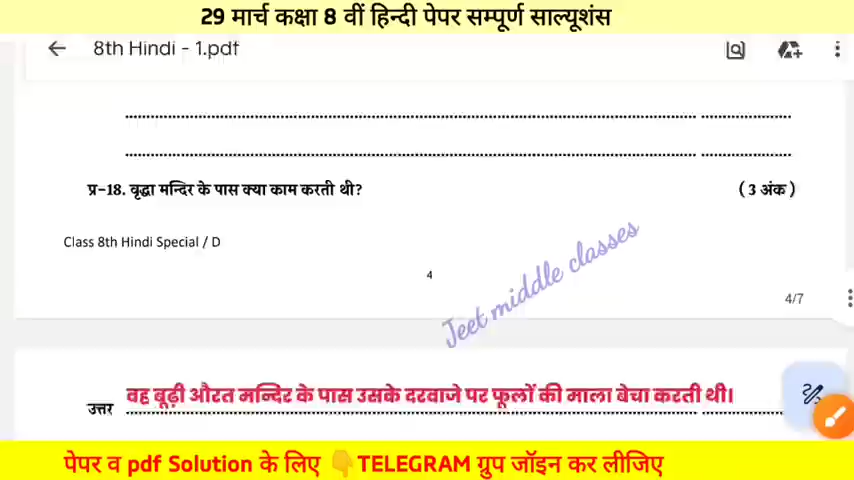 29 मार्च कक्षा 8 वीं हिन्दी पेपर सम्पूर्ण साल्यूशंस
8th Hindi - 1.pdf
प्र-18. वृद्धा मन्दिर के पास क्या काम करती थी? ( 3 अंक )
Class 8th Hindi Special / D
4
Jeet middle classes
4/7
उत्तर वह बूढ़ी औरत मन्दिर के पास उसके दरवाजे पर फूलों की माला बेचा करती थी।
पेपर व pdf Solution के लिए 👇TELEGRAM ग्रुप जॉइन कर लीजिए